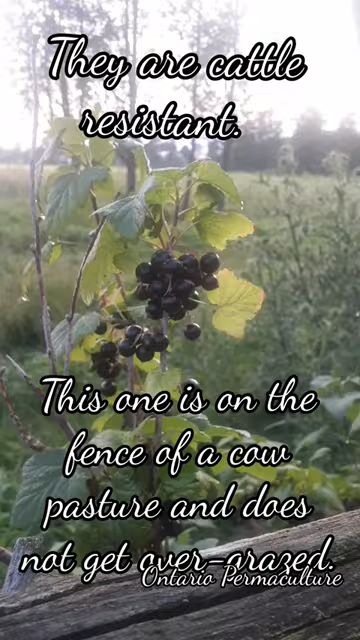 They are cattle
resistant.
This one is on the
fence of a cow
pasture and does
not get over-grazed.
Ontario Permaculture